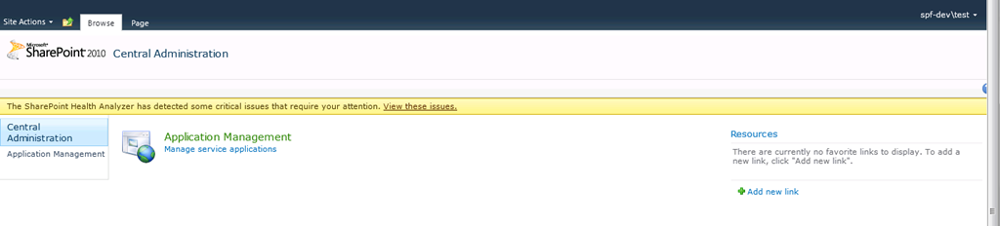 Site Actions Browse Page spf-dev\test
Microsoft
SharePoint 2010 Central Administration
The SharePoint Health Analyzer has detected some critical issues that require your attention. View these issues.
Central
Administration
Application Management
Application Management
Manage service applications
Resources
There are currently no favorite links to display. To add a
new link, click "Add new link".
Add new link